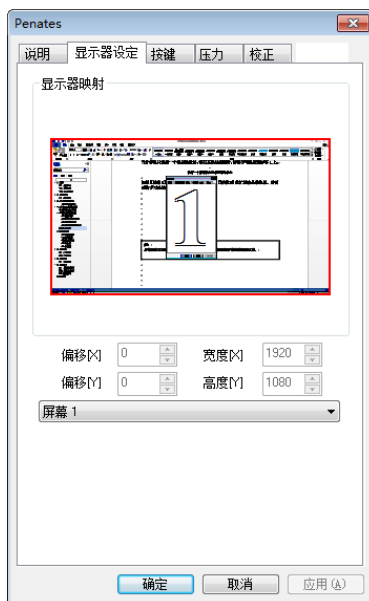 Penates
说明 显示器设定 按键 压力 校正
显示器映射
1
偏移[X] 0 宽度[X] 1920
偏移[Y] 0 高度[Y] 1080
屏幕 1
确定 取消 应用(A)